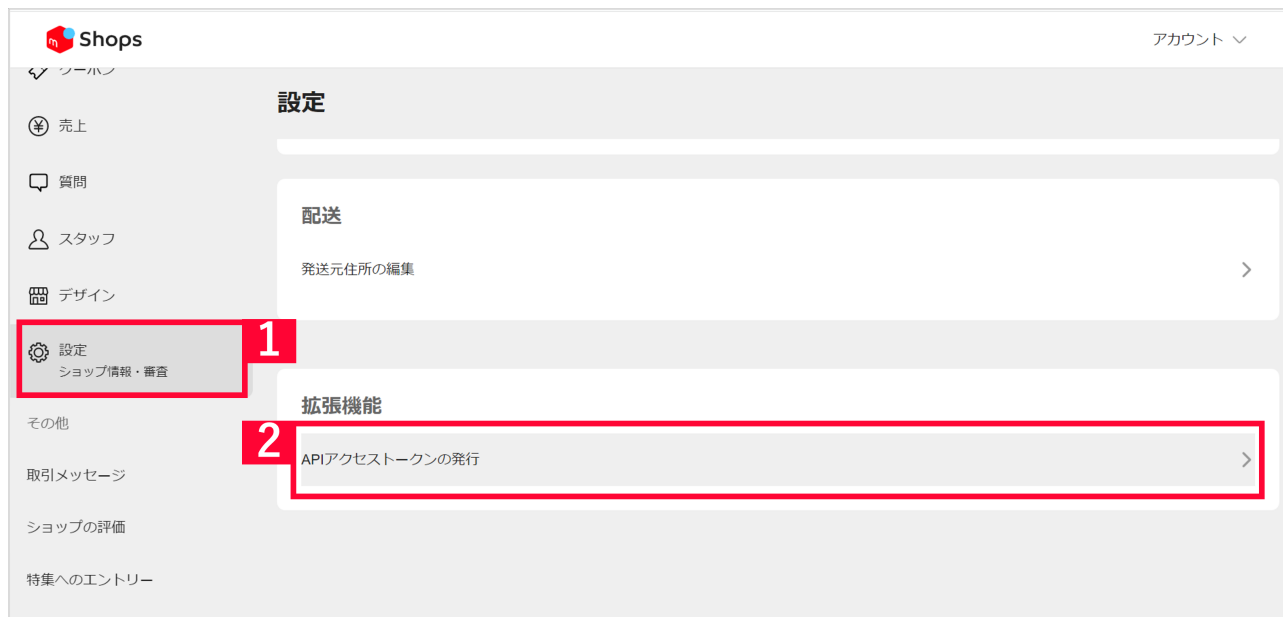 Shops
アカウント
クーポン
売上
質問
スタッフ
デザイン
設定
ショップ情報・審査
1
その他
取引メッセージ
ショップの評価
特集へのエントリー
設定
配送
発送元住所の編集
拡張機能
2
APIアクセストークンの発行